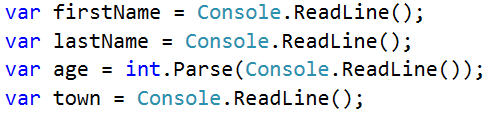 var firstName = Console.ReadLine();
var lastName = Console.ReadLine();
var age = int.Parse(Console.ReadLine());
var town = Console.ReadLine();